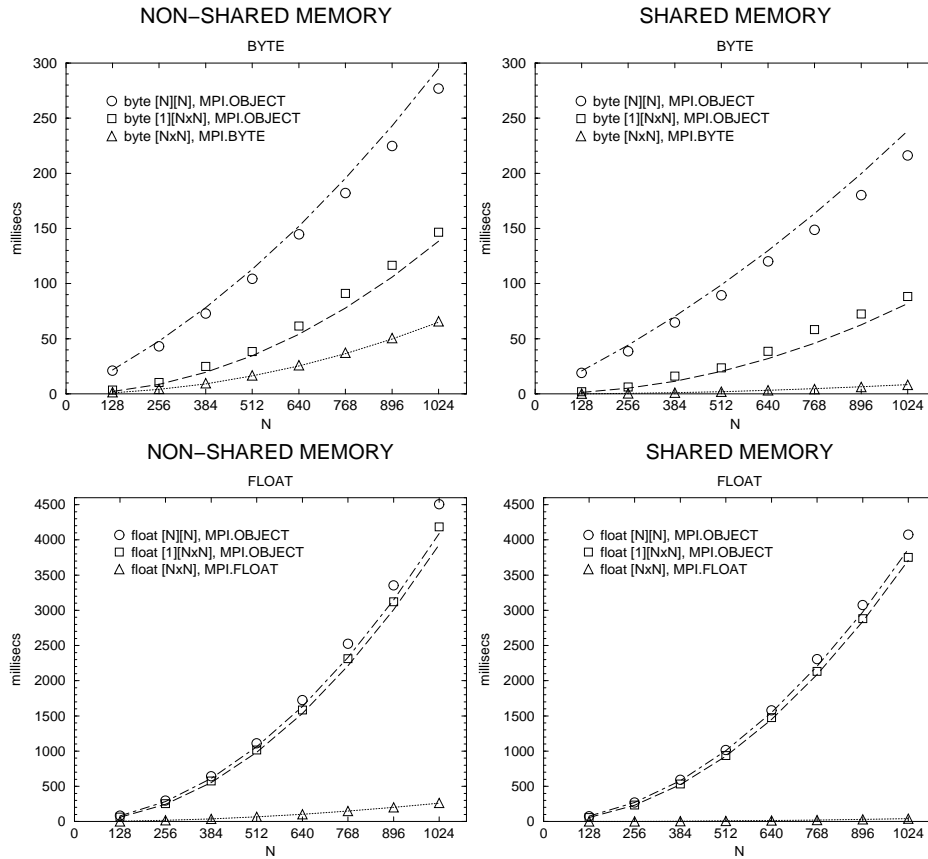 NON−SHARED MEMORY
BYTE
300
250
200
150
100
50
0
millisecs
byte [N][N], MPI.OBJECT
byte [1][NxN], MPI.OBJECT
byte [NxN], MPI.BYTE
0 128 256 384 512 640 768 896 1024
N
SHARED MEMORY
BYTE
300
250
200
150
100
50
0
millisecs
byte [N][N], MPI.OBJECT
byte [1][NxN], MPI.OBJECT
byte [NxN], MPI.BYTE
0 128 256 384 512 640 768 896 1024
N
NON−SHARED MEMORY
FLOAT
4500
4000
3500
3000
2500
2000
1500
1000
500
0
millisecs
float [N][N], MPI.OBJECT
float [1][NxN], MPI.OBJECT
float [NxN], MPI.FLOAT
0 128 256 384 512 640 768 896 1024
N
SHARED MEMORY
FLOAT
4500
4000
3500
3000
2500
2000
1500
1000
500
0
millisecs
float [N][N], MPI.OBJECT
float [1][NxN], MPI.OBJECT
float [NxN], MPI.FLOAT
0 128 256 384 512 640 768 896 1024
N